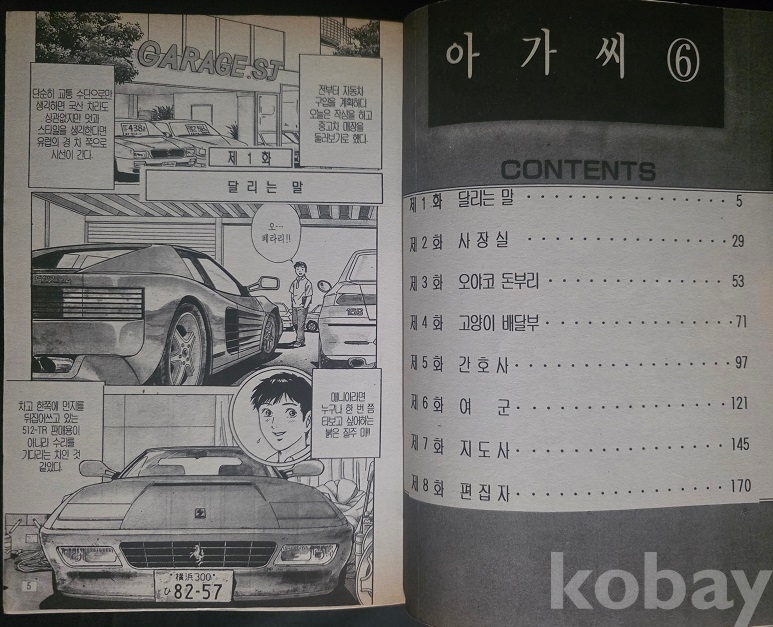 GARAGE.SJ
단순히 교통 수단으로만
생각하면 국산 차라도
상관없지만 멋과
스타일을 생각한다면
유럽의 경 차 쪽으로
시선이 간다.
전부터 자동차
구입을 계획하다
오늘은 작심을 하고
중고차 매장을
둘러보기로 했다.
제 1 화
달리는 말
오…
페라리!!
차고 한쪽에 먼지를
뒤집어쓰고 있는
512-TR 판매용이
아니라 수리를
기다리는 차인 것
같았다.
매니아라면
누구나 한 번 쯤
타보고 싶어하는
붉은 질주 마!!
横浜 300
ひ 82-57
5
아 가 씨 ⑥
CONTENTS
제 1 화 달리는 말 5
제 2 화 사 장 실 29
제 3 화 오야코 돈부리 53
제 4 화 고양이 배달부 71
제 5 화 간 호 사 97
제 6 화 여 군 121
제 7 화 지 도 사 145
제 8 화 편 집 자 170
kobay